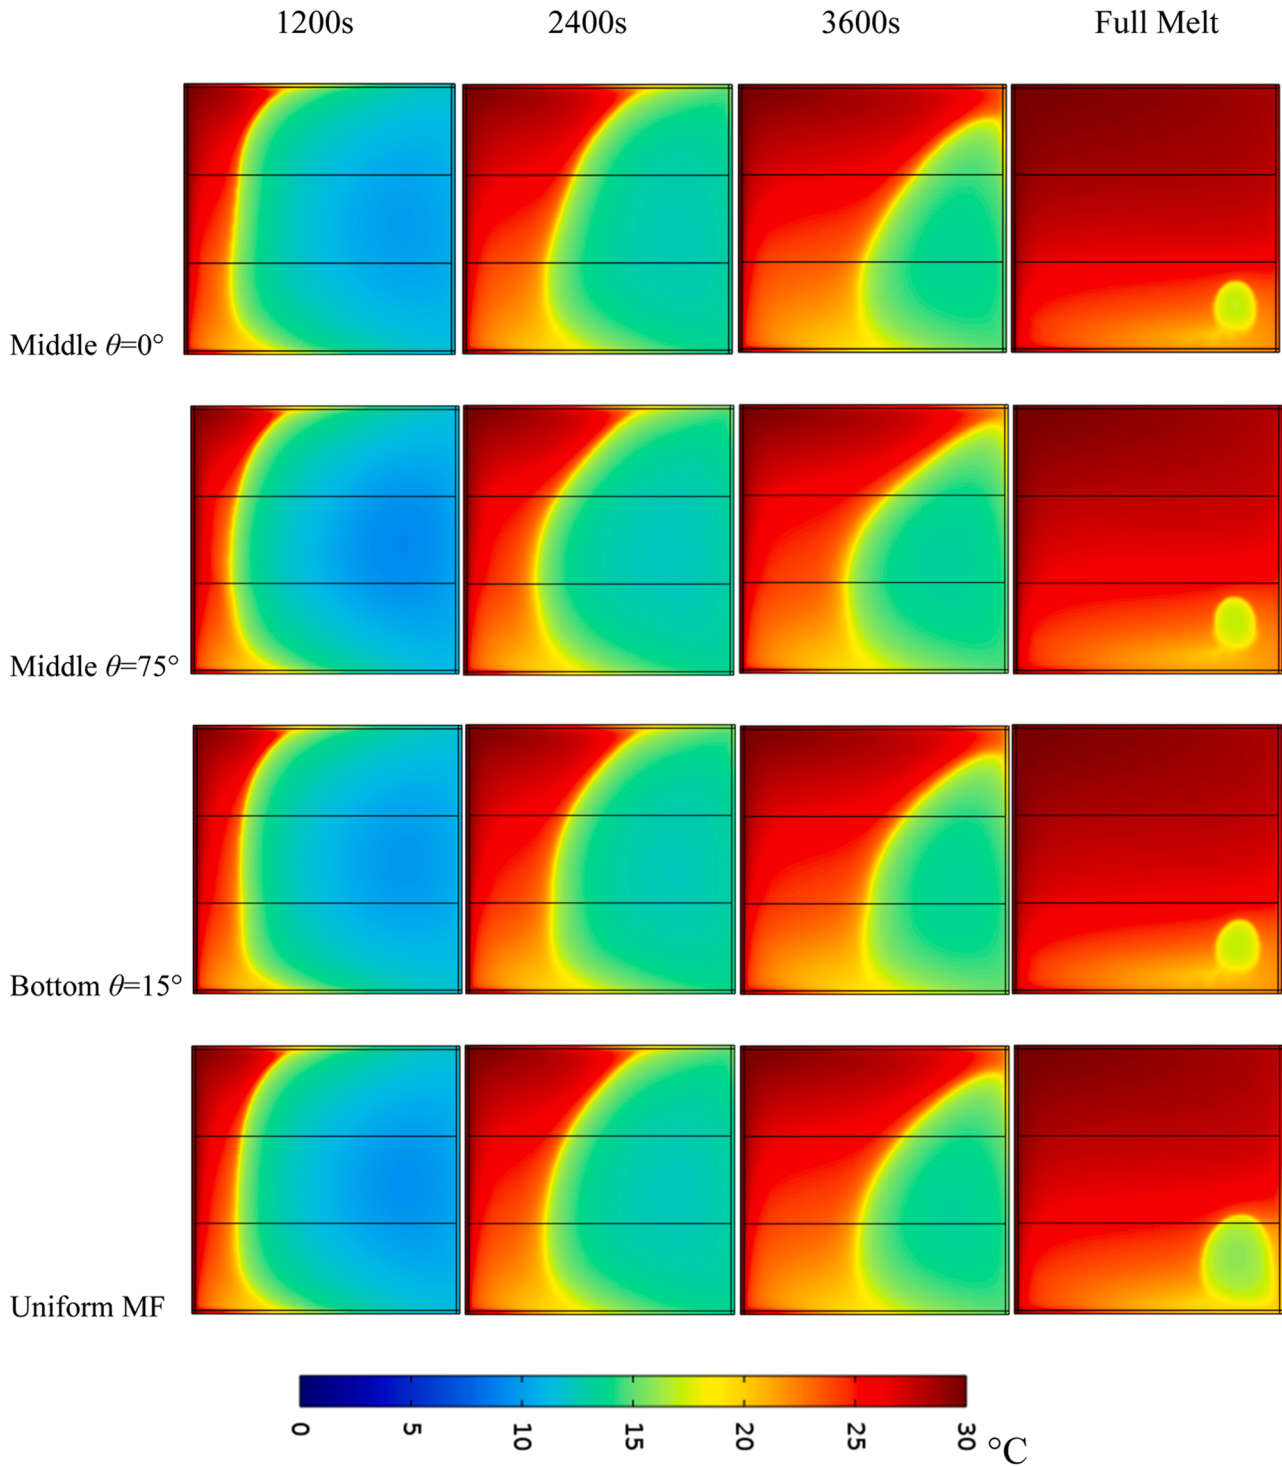 1200s 2400s 3600s Full Melt
Middle θ=0°
Middle θ=75°
Bottom θ=15°
Uniform MF
0 5 10 15 20 25 30 °C